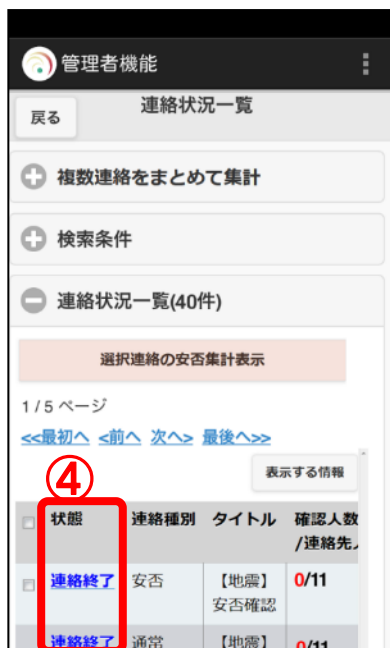 管理者機能
戻る 連絡状況一覧
複数連絡をまとめて集計
検索条件
連絡状況一覧(40件)
選択連絡の安否集計表示
1 / 5 ページ
<<最初へ <前へ 次へ> 最後へ>>
④
表示する情報
状態 連絡種別 タイトル 確認人数
/連絡先
連絡終了 安否 【地震】 0/11
安否確認
連絡終了 通常 【地震】 0/11